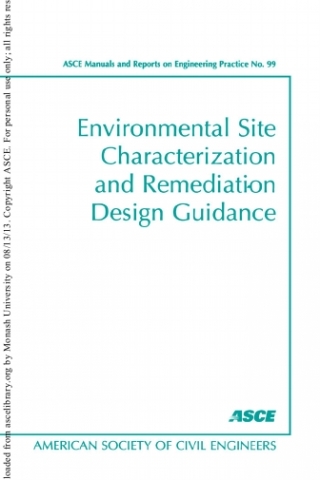 ASCE Manuals and Reports on Engineering Practice No. 99
Environmental Site
Characterization
and Remediation
Design Guidance
ASCE
AMERICAN SOCIETY OF CIVIL ENGINEERS
loaded from ascelibrary.org by Monash University on 08/13/13. Copyright ASCE. For personal use only; all rights res